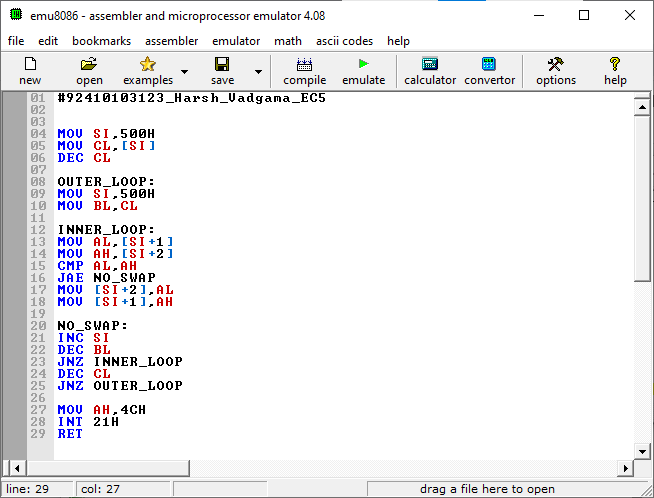 emu8086 - assembler and microprocessor emulator 4.08
file edit bookmarks assembler emulator math ascii codes help
new open examples save compile emulate calculator convertor options help
01 #92410103123_Harsh_Vadgama_EC5
02
03
04 MOV SI,500H
05 MOV CL,[SI]
06 DEC CL
07
08 OUTER_LOOP:
09 MOV SI,500H
10 MOV BL,CL
11
12 INNER_LOOP:
13 MOV AL,[SI+1]
14 MOV AH,[SI+2]
15 CMP AL,AH
16 JAE NO_SWAP
17 MOV [SI+2],AL
18 MOV [SI+1],AH
19
20 NO_SWAP:
21 INC SI
22 DEC BL
23 JNZ INNER_LOOP
24 DEC CL
25 JNZ OUTER_LOOP
26
27 MOV AH,4CH
28 INT 21H
29 RET
line: 29 col: 27 drag a file here to open